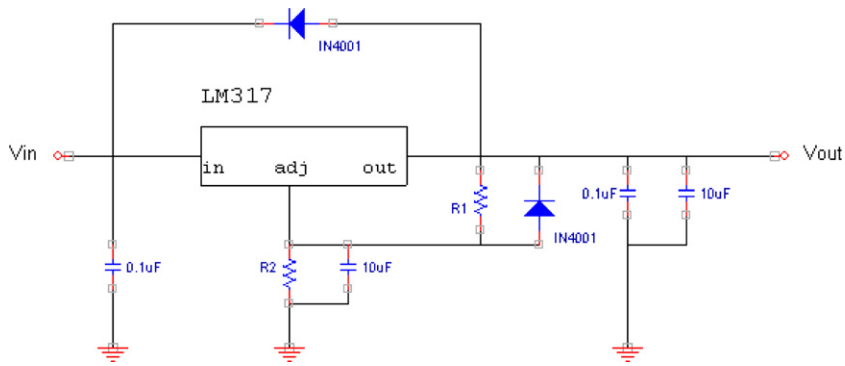 IN4001
LM317
Vin
in adj out
Vout
R1
0.1uF
10uF
IN4001
0.1uF
R2
10uF